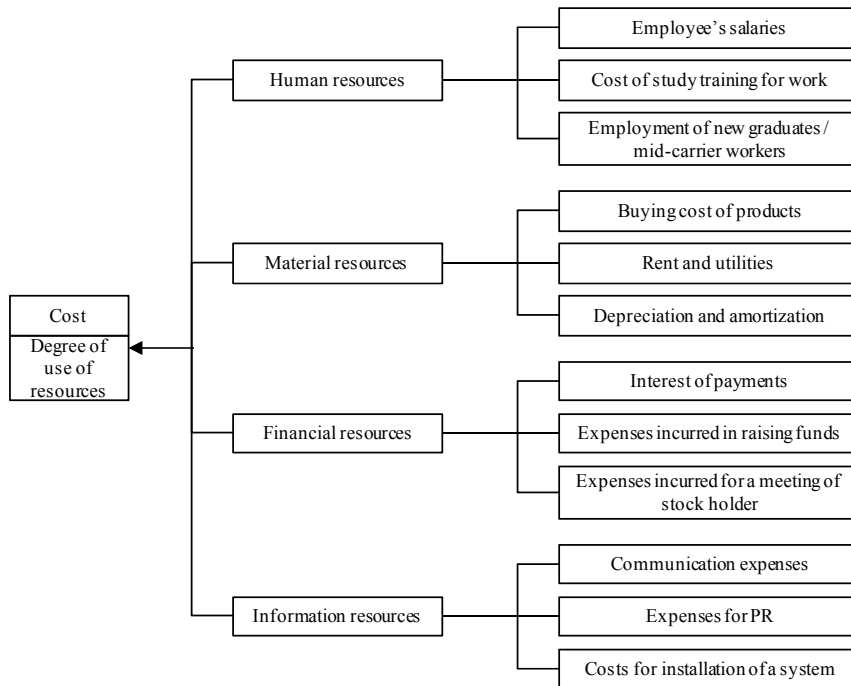 Cost
Degree of
use of
resources
Human resources
Employee’s salaries
Cost of study training for work
Employment of new graduates /
mid-carrier workers
Material resources
Buying cost of products
Rent and utilities
Depreciation and amortization
Financial resources
Interest of payments
Expenses incurred in raising funds
Expenses incurred for a meeting of
stock holder
Information resources
Communication expenses
Expenses for PR
Costs for installation of a system